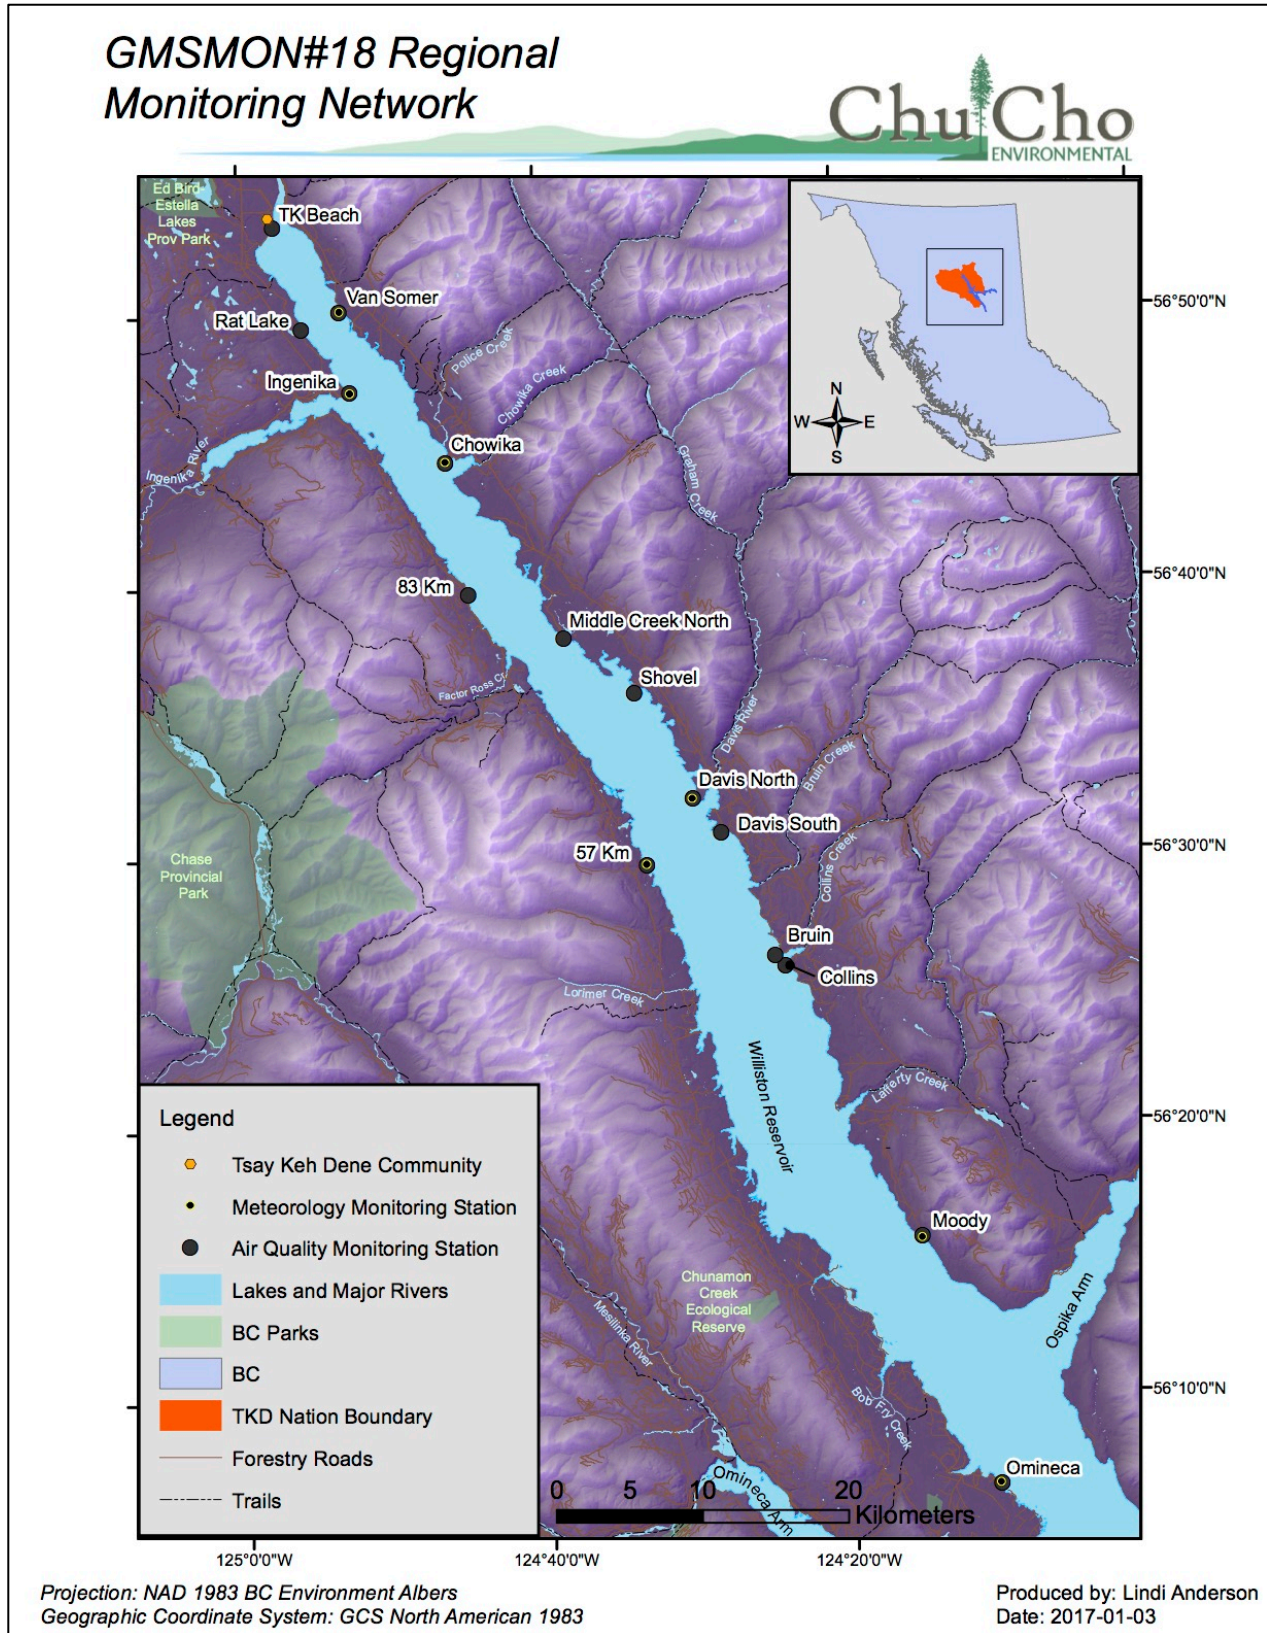 GMSMON#18 Regional
Monitoring Network
ChuCho
ENVIRONMENTAL
Ed Bird
Estella
Lakes
Prov Park
TK Beach
Van Somer
Rat Lake
Ingenika
Police Creek
Chowika Creek
Chowika
Ingenika River
Graham Creek
N
W E
S
56°50'0"N
56°40'0"N
83 Km
Middle Creek North
Shovel
Factor Ross Cr
Davis River
Davis North
Bruin Creek
Davis South
57 Km
56°30'0"N
Collins Creek
Chase
Provincial
Park
Bruin
Collins
Lorimer Creek
Williston Reservoir
Lafferty Creek
56°20'0"N
Moody
Ospika Arm
Chunamon
Creek
Ecological
Reserve
Mesilinka River
56°10'0"N
Bob Fry Creek
Omineca
Omineca Arm
0 5 10 20
Kilometers
Legend
Tsay Keh Dene Community
Meteorology Monitoring Station
Air Quality Monitoring Station
Lakes and Major Rivers
BC Parks
BC
TKD Nation Boundary
Forestry Roads
Trails
125°0'0"W
124°40'0"W
124°20'0"W
Projection: NAD 1983 BC Environment Albers
Geographic Coordinate System: GCS North American 1983
Produced by: Lindi Anderson
Date: 2017-01-03